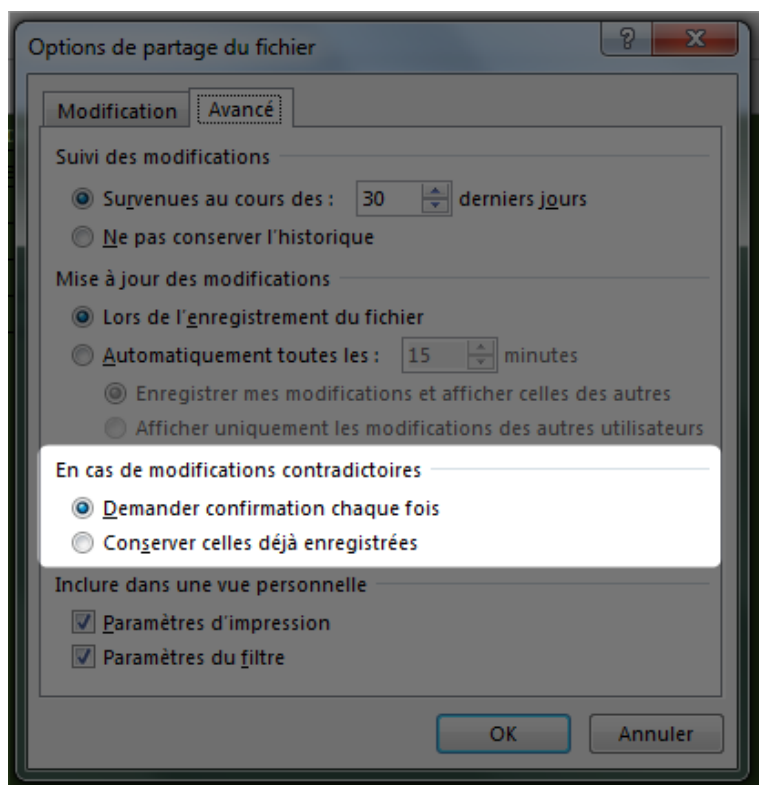 Options de partage du fichier
Modification Avancé
Suivi des modifications
Survenues au cours des : 30 derniers jours
Ne pas conserver l'historique
Mise à jour des modifications
Lors de l'enregistrement du fichier
Automatiquement toutes les : 15 minutes
Enregistrer mes modifications et afficher celles des autres
Afficher uniquement les modifications des autres utilisateurs
En cas de modifications contradictoires
Demander confirmation chaque fois
Conserver celles déjà enregistrées
Inclure dans une vue personnelle
Paramètres d'impression
Paramètres du filtre
OK Annuler